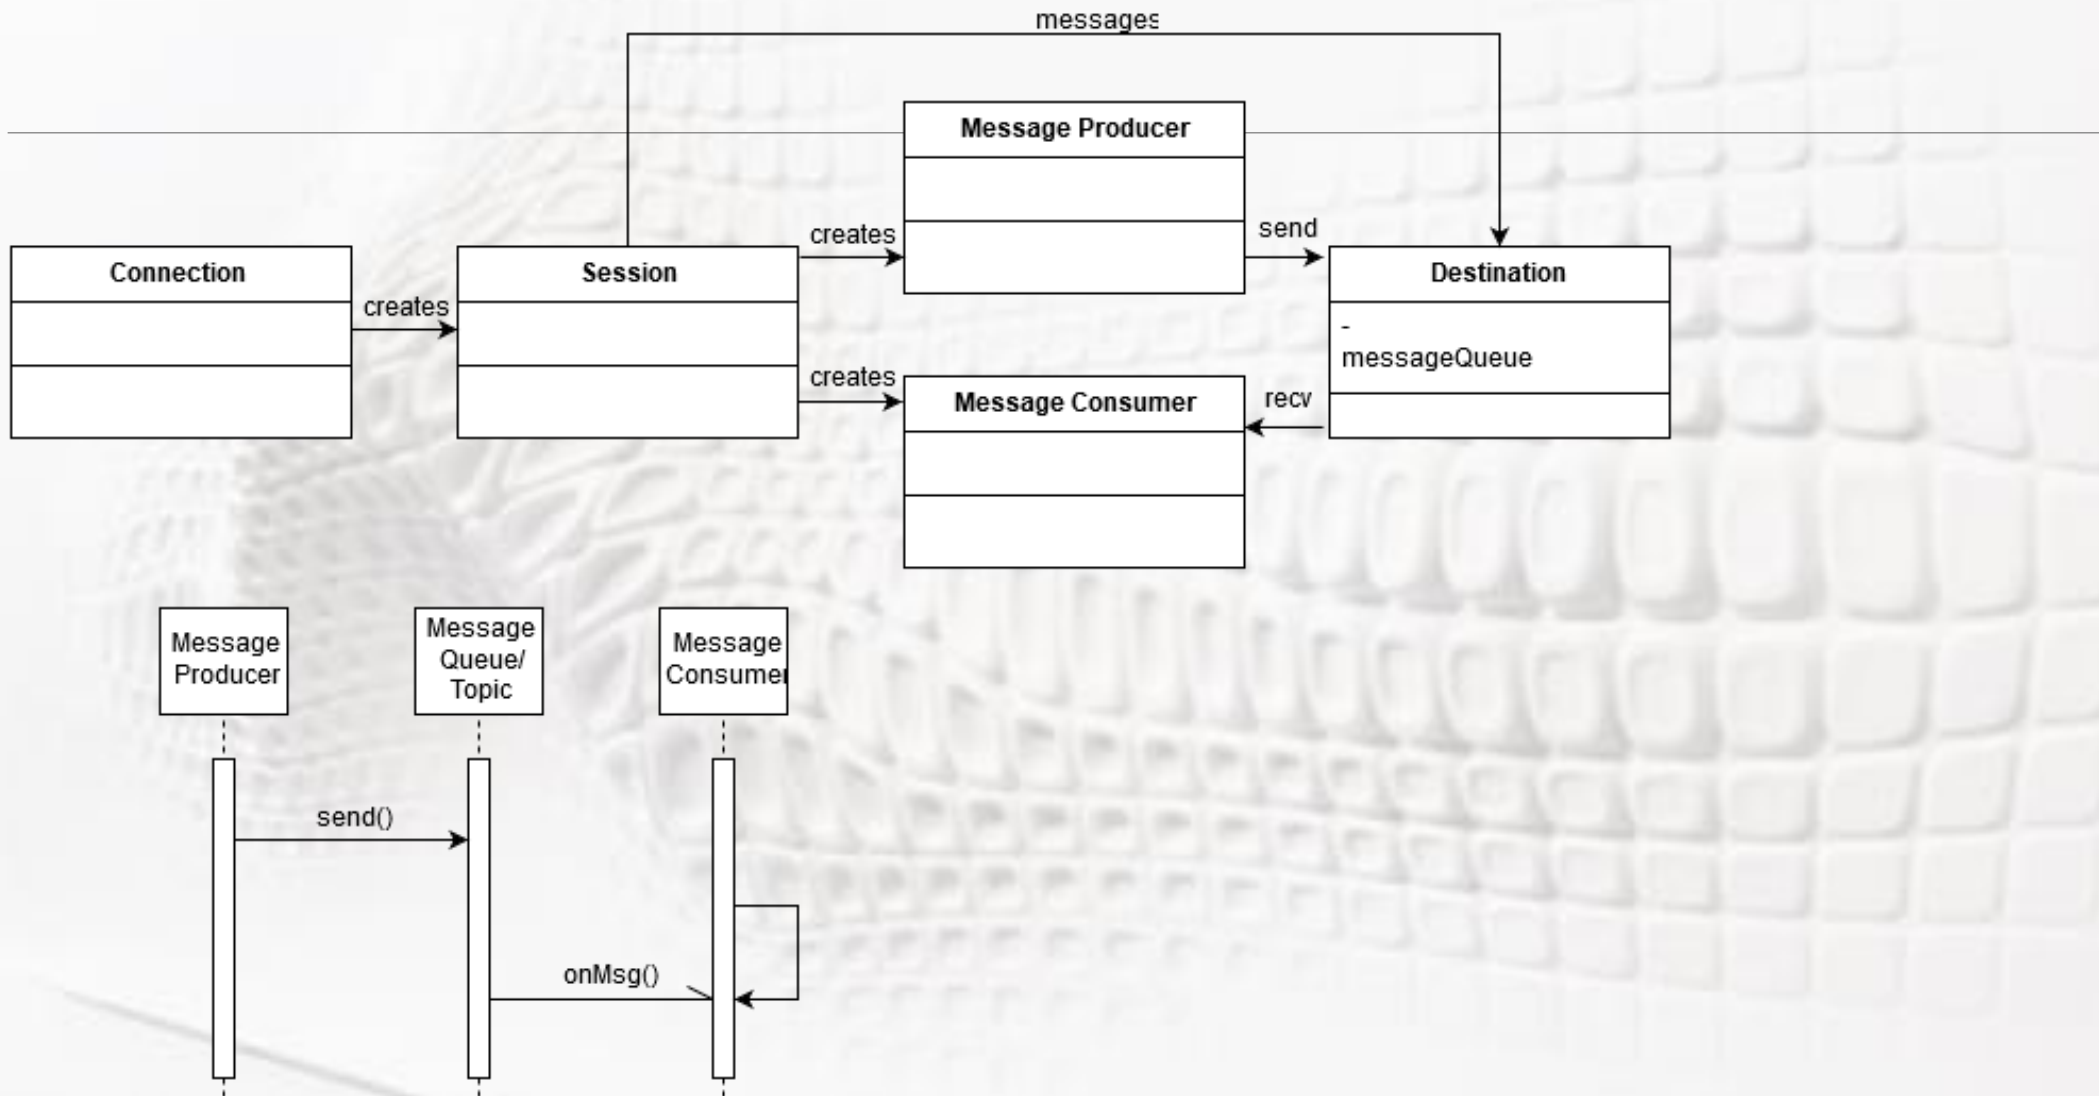 messages
Message Producer
creates
send
Connection
Session
Destination
creates
-
messageQueue
creates
Message Consumer
recv
Message
Producer
Message
Queue/
Topic
Message
Consumer
send()
onMsg()